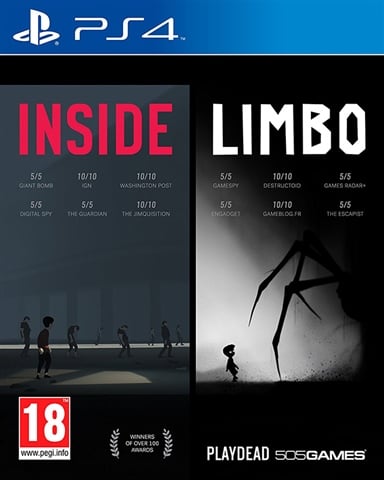 PS4™
INSIDE
5/5 10/10 10/10
GIANT BOMB IGN WASHINGTON POST
5/5 5/5 10/10
DIGITAL SPY THE GUARDIAN THE JIMQUISITION
LIMBO
5/5 10/10 5/5
GAMESPY DESTRUCTOID GAMES RADAR+
5/5 10/10 5/5
ENGADGET GAMEBLOG.FR THE ESCAPIST
18
www.pegi.info
WINNERS
OF OVER 100
AWARDS
PLAYDEAD 505GAMES